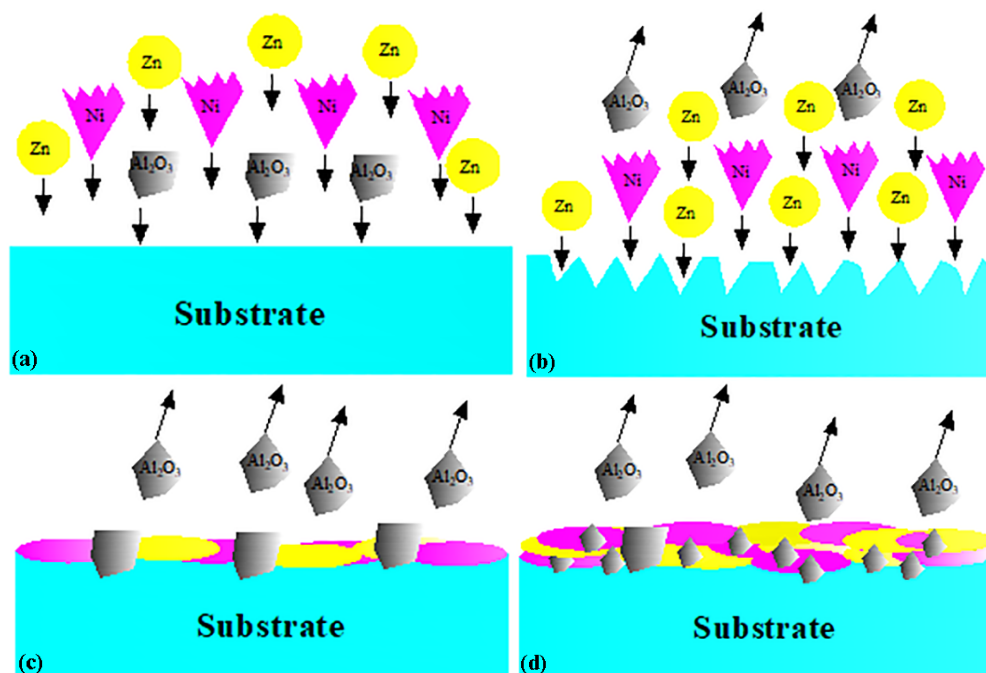 Zn Zn Zn
Ni Ni Ni Ni
Zn Al₂O₃ Al₂O₃ Al₂O₃ Zn
Substrate
(a)
Al₂O₃ Al₂O₃ Al₂O₃
Zn Zn Zn
Ni Ni Ni Ni
Zn Zn Zn Zn
Substrate
(b)
Al₂O₃ Al₂O₃ Al₂O₃ Al₂O₃
Substrate
(c)
Al₂O₃ Al₂O₃ Al₂O₃ Al₂O₃
Substrate
(d)